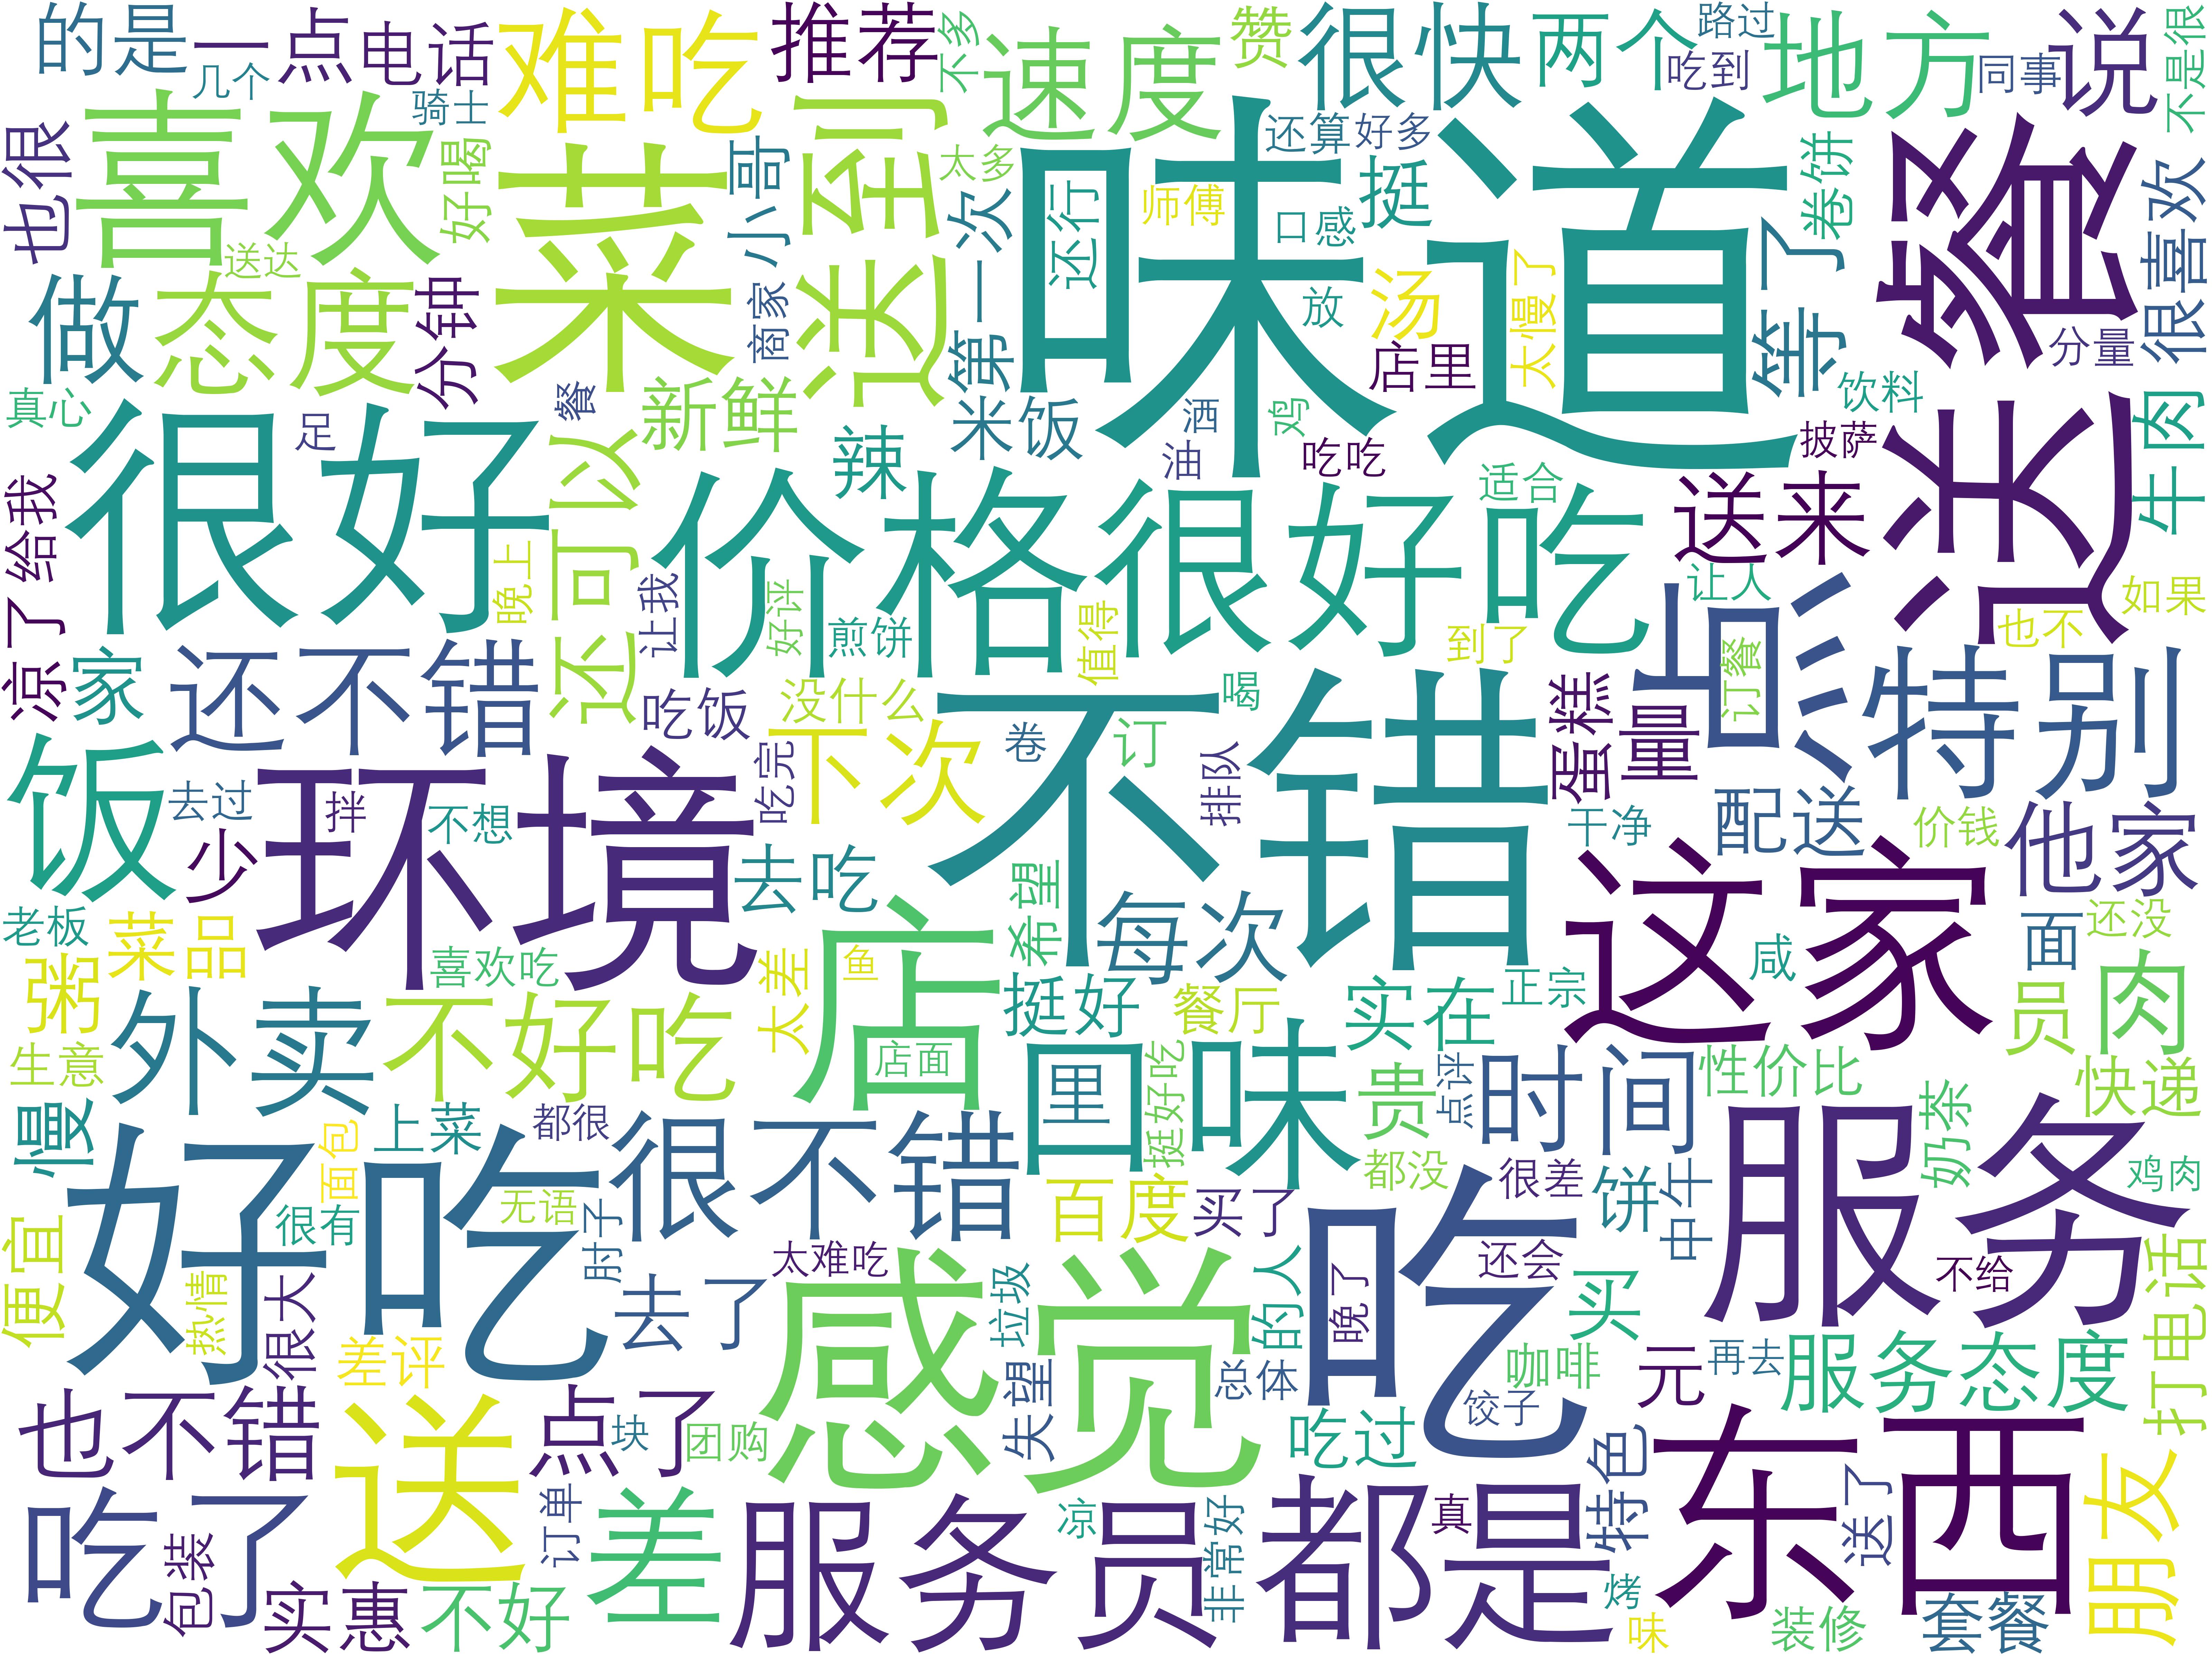 的是
一点
电话
难吃
推荐
不多
速度
赞
很快
两个
路过
地方
说
不是很
几个
骑士
吃到
同事
也很
喜欢
好喝
菜
小哥
送到
太多
味道
还算
好多
挺
卷饼
送餐
很喜欢
还行
师傅
口感
第一次
送达
做
态度
分钟
商家
放
汤
太慢了
等了
分量
店里
饮料
牛肉
真心
足
餐
新鲜
米饭
洒
鸡
辣
油
吃吃
披萨
很好
还可以
价格
很好吃
适合
送来
给我
晚上
让我
好评
煎饼
值得
到了
让人
也不
如果
凉了
家
还不错
吃饭
没什么
下次
不错
卷
订
喝
蛋糕
量
点
订餐
特别
饭
去过
环境
拌
不想
吃完
排队
干净
配送
价钱
他家
少
去吃
店
希望
每次
这家
老板
菜品
喜欢吃
太差
鱼
面
还没
咸
粥
外卖
不好吃
挺好
餐厅
实在
正宗
员
肉
生意
店面
口味
里
挺好吃
贵
点评
时间
性价比
快递
慢
上菜
都很
很不错
奶茶
面包
好吃
无语
百度
买了
都没
很差
饼
中午
服务
鸡肉
便宜
很有
肘子
太难吃
吃
还会
不给
热情
很大
去了
感觉
垃圾
的人
晚了
买
打电话
差评
失望
总体
咖啡
元
再去
服务态度
也不错
送
点了
块
团购
吃过
饺子
特色
东西
吃了
包装
订单
差
服务员
凉
非常好
都是
真
送了
朋友
实惠
不好
烤
味
装修
套餐